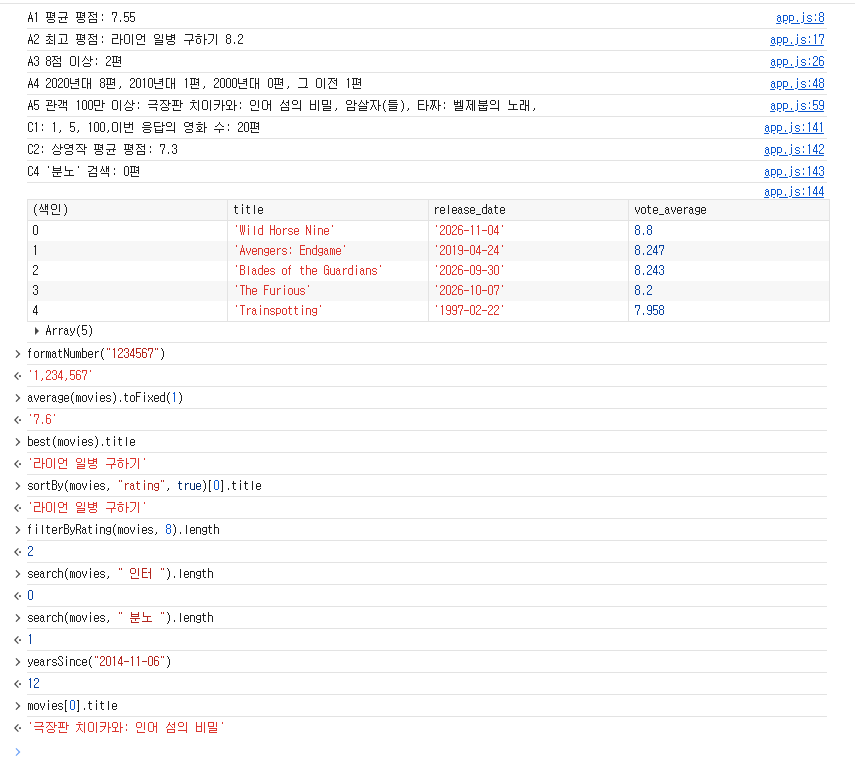 A1 평균 평점: 7.55 app.js:8
A2 최고 평점: 라이언 일병 구하기 8.2 app.js:17
A3 8점 이상: 2편 app.js:26
A4 2020년대 8편, 2010년대 1편, 2000년대 0편, 그 이전 1편 app.js:48
A5 관객 100만 이상: 극장판 치이카와: 인어 섬의 비밀, 암살자(들), 타짜: 벨제붑의 노래, app.js:59
C1: 1, 5, 100,이번 응답의 영화 수: 20편 app.js:141
C2: 상영작 평균 평점: 7.3 app.js:142
C4 '분노' 검색: 0편 app.js:143
app.js:144
(색인) title release_date vote_average
0 'Wild Horse Nine' '2026-11-04' 8.8
1 'Avengers: Endgame' '2019-04-24' 8.247
2 'Blades of the Guardians' '2026-09-30' 8.243
3 'The Furious' '2026-10-07' 8.2
4 'Trainspotting' '1997-02-22' 7.958
▶ Array(5)
> formatNumber("1234567")
<· '1,234,567'
> average(movies).toFixed(1)
<· '7.6'
> best(movies).title
<· '라이언 일병 구하기'
> sortBy(movies, "rating", true)[0].title
<· '라이언 일병 구하기'
> filterByRating(movies, 8).length
<· 2
> search(movies, " 인터 ").length
<· 0
> search(movies, " 분노 ").length
<· 1
> yearsSince("2014-11-06")
<· 12
> movies[0].title
<· '극장판 치이카와: 인어 섬의 비밀'
>